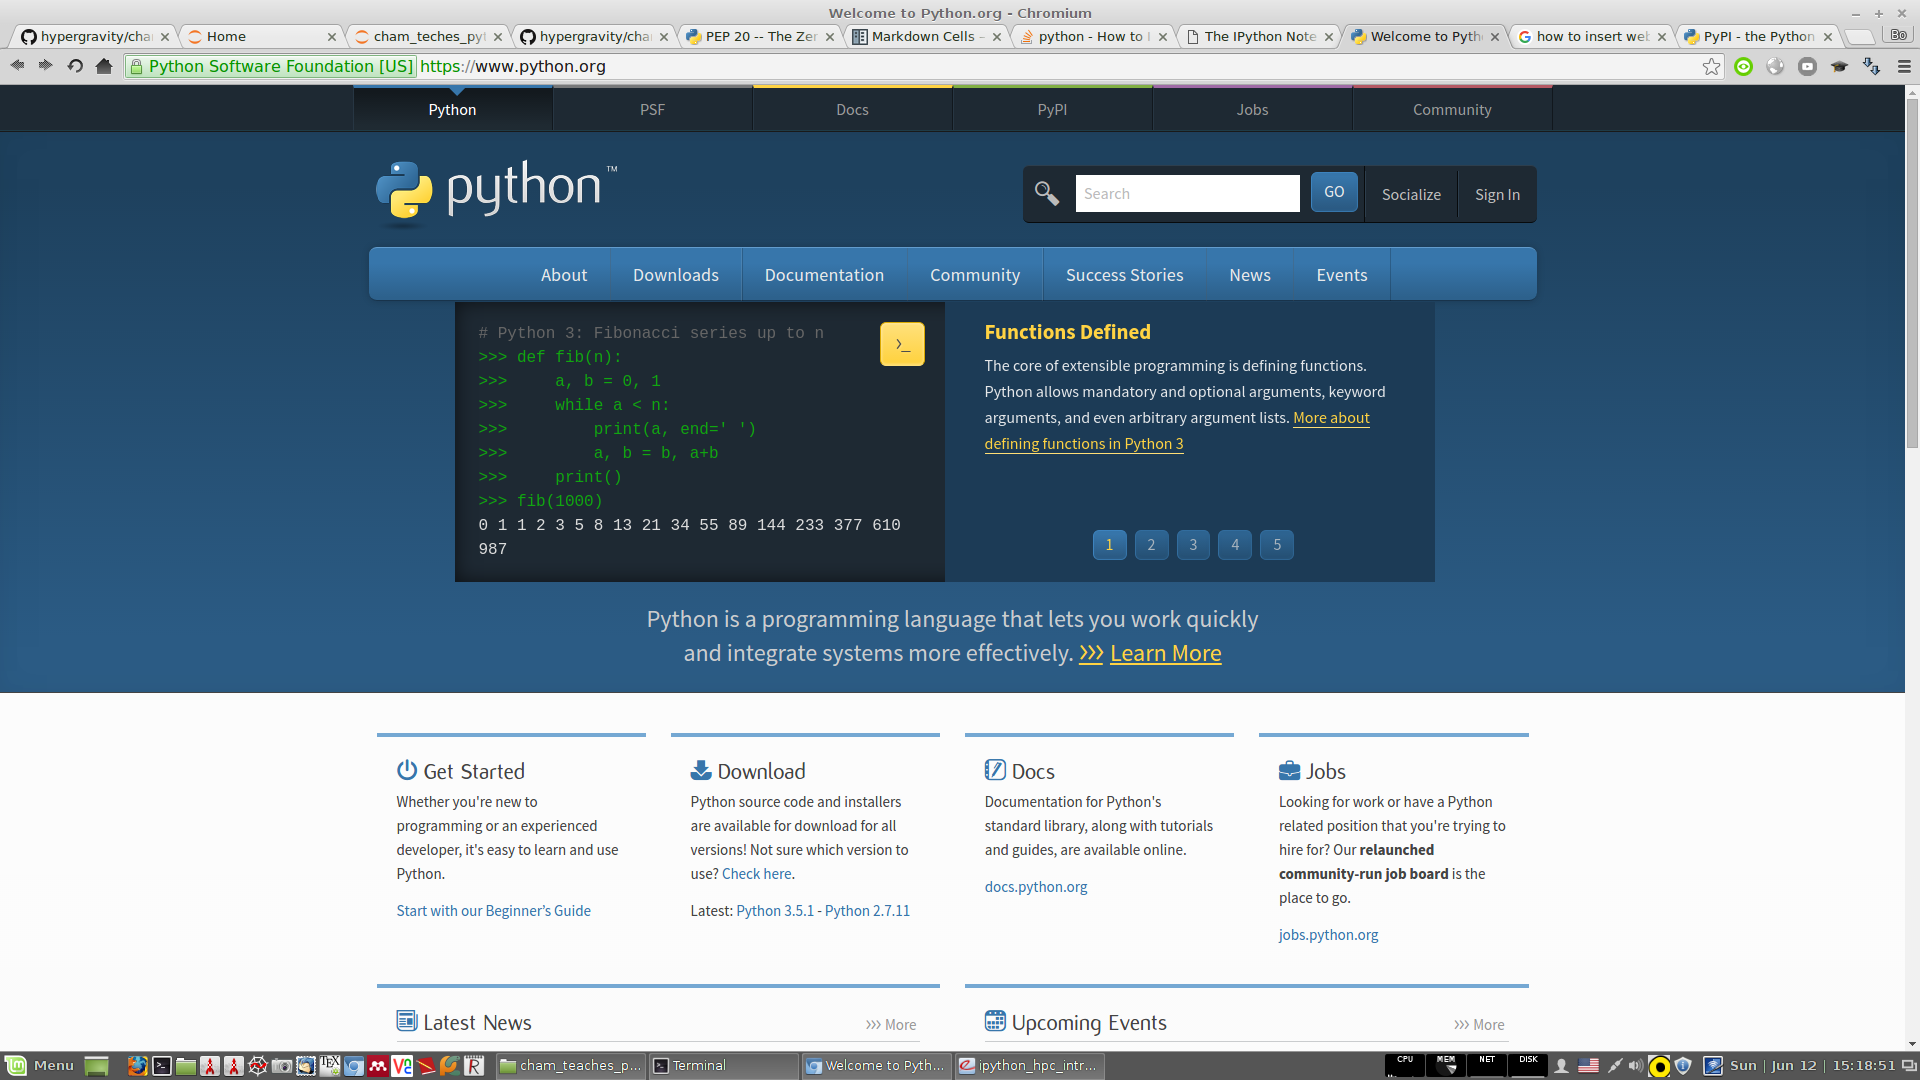 Welcome to Python.org - Chromium
hypergravity/cha
Home
cham_teches_py
hypergravity/cha
PEP 20 -- The Zer
Markdown Cells -
python - How to
The IPython Note
Welcome to Pyth
how to insert web
PyPI - the Python
Bo
Python Software Foundation [US] https://www.python.org
Python
PSF
Docs
PyPI
Jobs
Community
python™
Search
GO
Socialize
Sign In
About
Downloads
Documentation
Community
Success Stories
News
Events
# Python 3: Fibonacci series up to n
>>> def fib(n):
>>>     a, b = 0, 1
>>>     while a < n:
>>>         print(a, end=' ')
>>>         a, b = b, a+b
>>>     print()
>>> fib(1000)
0 1 1 2 3 5 8 13 21 34 55 89 144 233 377 610
987
>_
Functions Defined
The core of extensible programming is defining functions.
Python allows mandatory and optional arguments, keyword
arguments, and even arbitrary argument lists. More about
defining functions in Python 3
1 2 3 4 5
Python is a programming language that lets you work quickly
and integrate systems more effectively. >>> Learn More
Get Started
Whether you're new to
programming or an experienced
developer, it's easy to learn and use
Python.
Start with our Beginner’s Guide
Download
Python source code and installers
are available for download for all
versions! Not sure which version to
use? Check here.
Latest: Python 3.5.1 - Python 2.7.11
Docs
Documentation for Python's
standard library, along with tutorials
and guides, are available online.
docs.python.org
Jobs
Looking for work or have a Python
related position that you're trying to
hire for? Our relaunched
community-run job board is the
place to go.
jobs.python.org
Latest News
>>> More
Upcoming Events
>>> More
Menu
cham_teaches_p...
Terminal
Welcome to Pyth...
ipython_hpc_intr...
CPU
MEM
NET
DISK
Sun | Jun 12 | 15:18:51